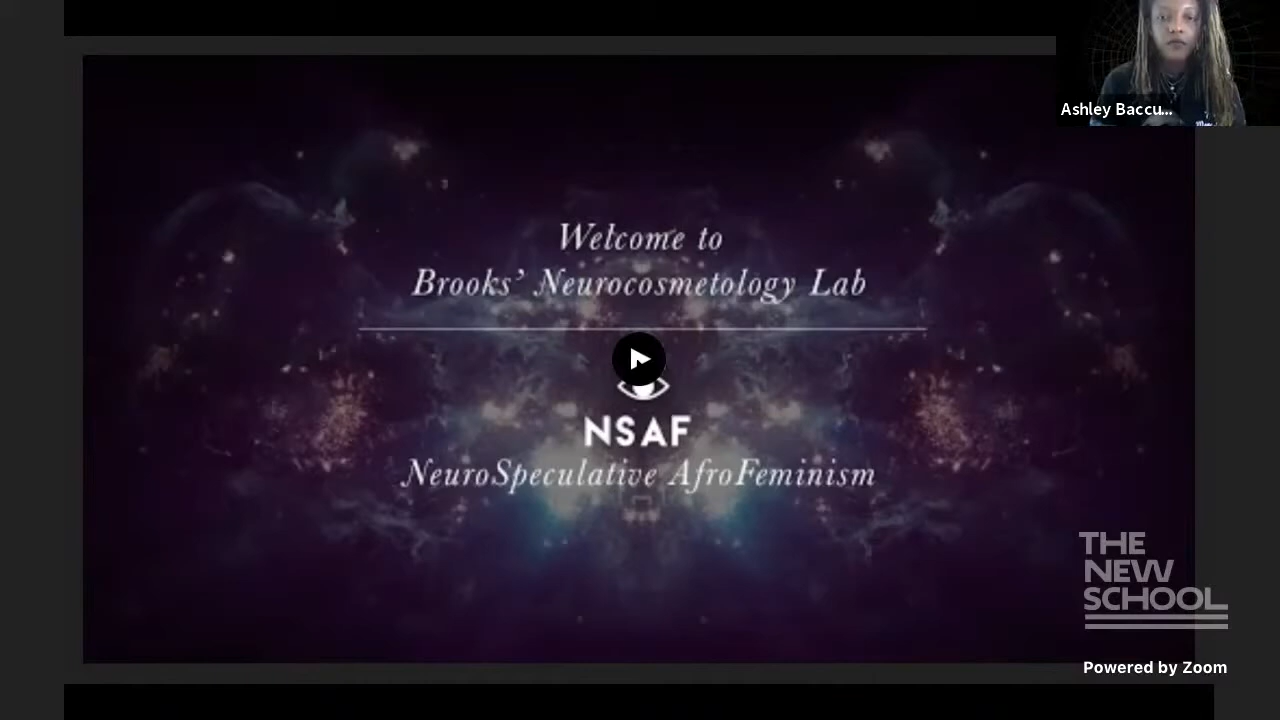 Ashley Baccu...
Welcome to
Brooks’ Neurocosmetology Lab
NSAF
NeuroSpeculative AfroFeminism
THE
NEW
SCHOOL
Powered by Zoom